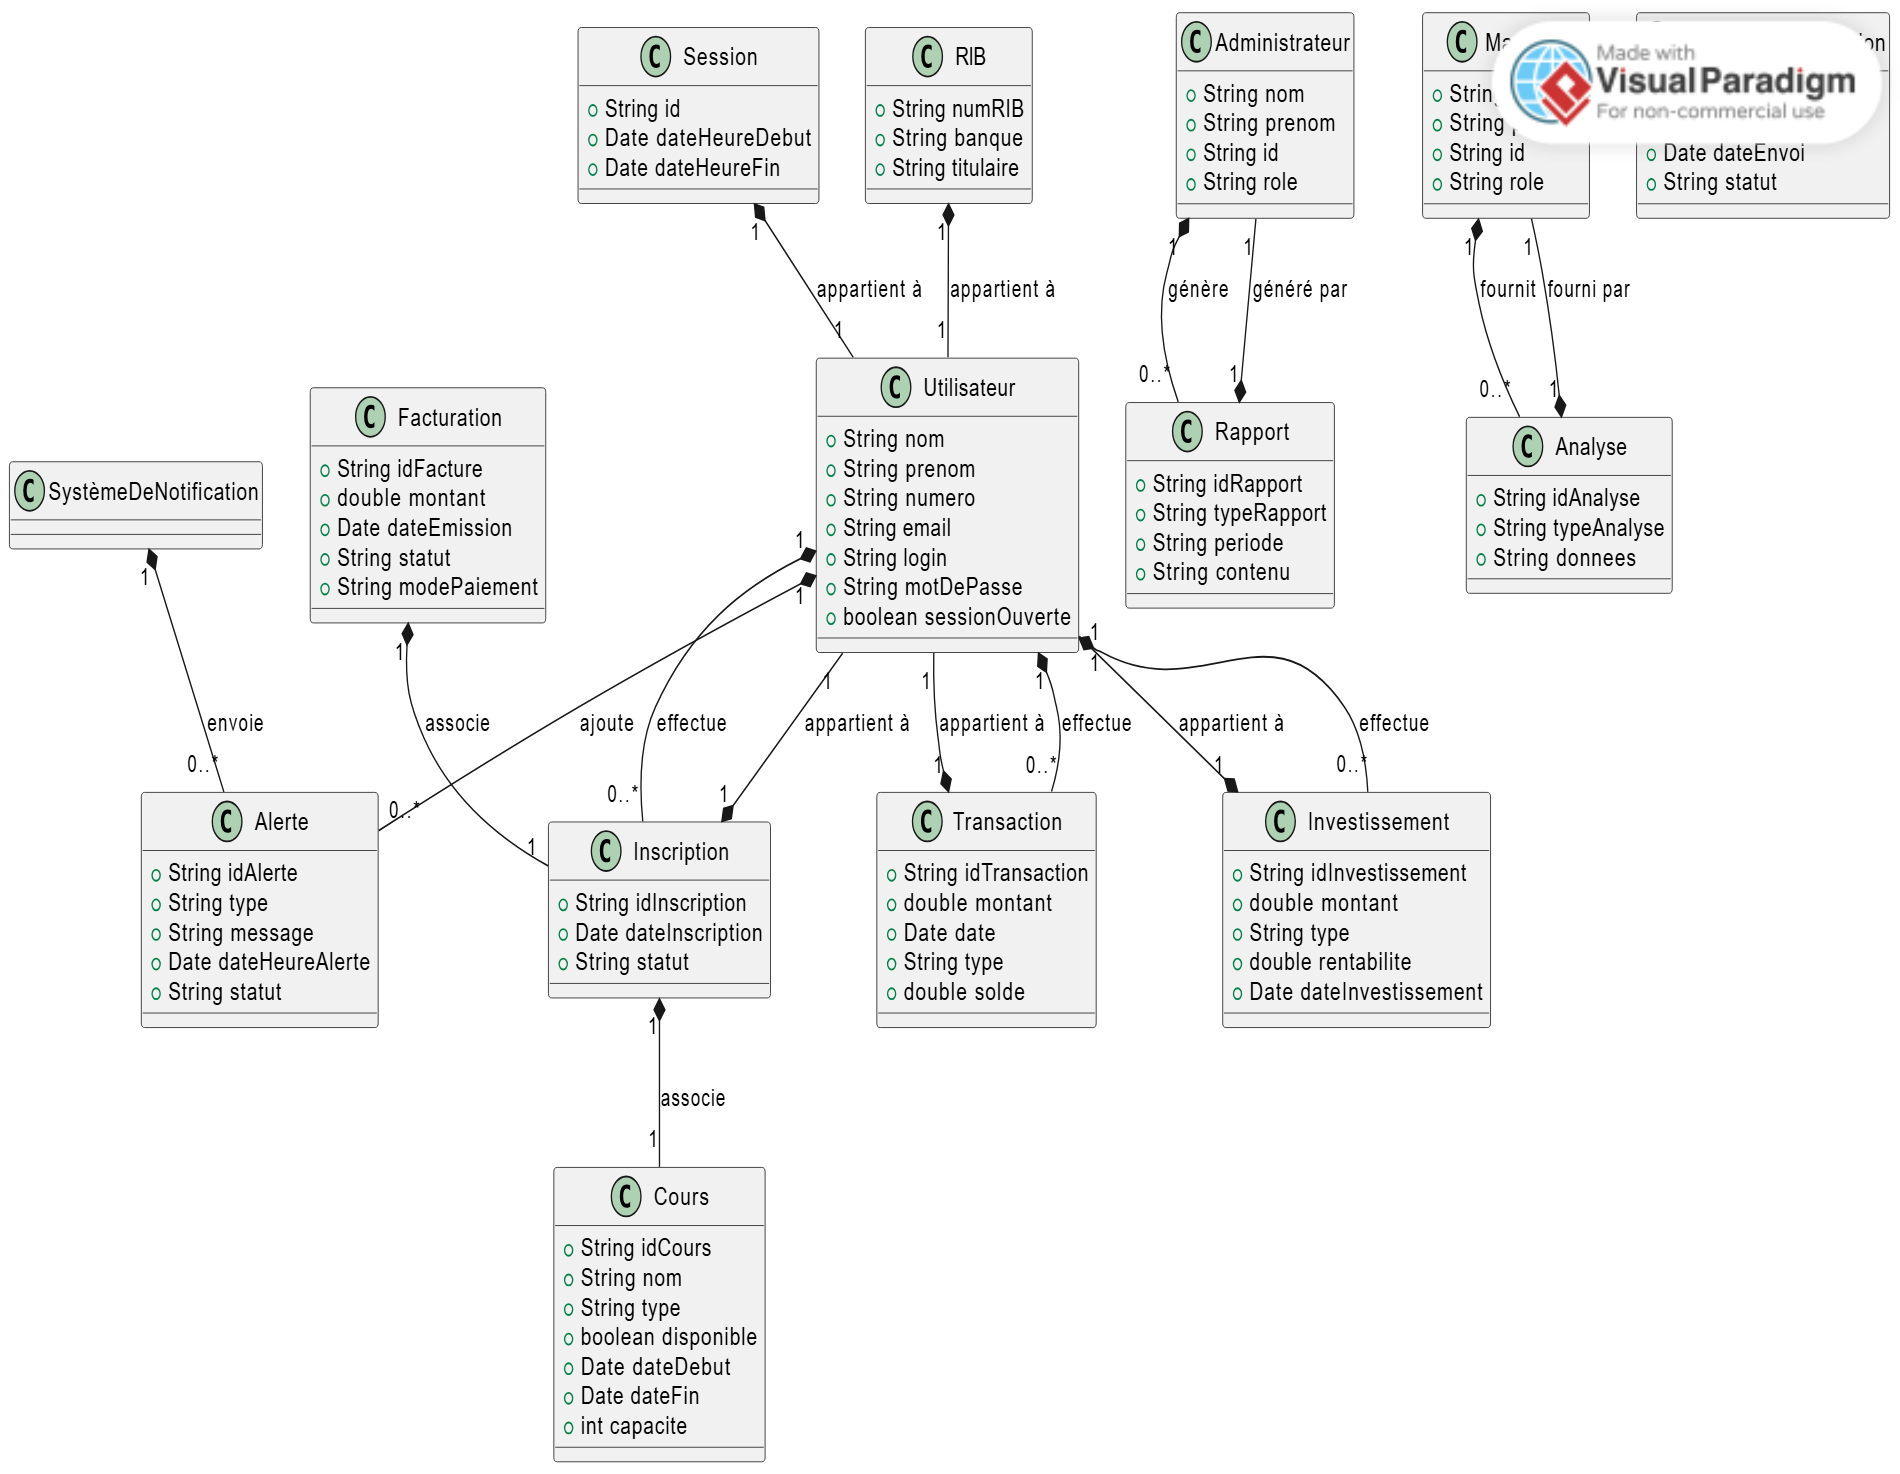 C Session
String id
Date dateHeureDebut
Date dateHeureFin
C RIB
String numRIB
String banque
String titulaire
C Administrateur
String nom
String prenom
String id
String role
C
String id
String role
Date dateEnvoi
String statut
Made with
Visual Paradigm
For non-commercial use
1
appartient à
1
1
appartient à
1
1
génère
0..*
1
généré par
1
1
fournit
0..*
1
fourni par
1
C SystèmeDeNotification
C Facturation
String idFacture
double montant
Date dateEmission
String statut
String modePaiement
C Utilisateur
String nom
String prenom
String numero
String email
String login
String motDePasse
boolean sessionOuverte
C Rapport
String idRapport
String typeRapport
String periode
String contenu
C Analyse
String idAnalyse
String typeAnalyse
String donnees
1
envoie
0..*
1
associe
1
1
ajoute
0..*
1
effectue
0..*
1
appartient à
1
1
appartient à
1
1
effectue
0..*
1
appartient à
1
1
effectue
0..*
C Alerte
String idAlerte
String type
String message
Date dateHeureAlerte
String statut
C Inscription
String idInscription
Date dateInscription
String statut
C Transaction
String idTransaction
double montant
Date date
String type
double solde
C Investissement
String idInvestissement
double montant
String type
double rentabilite
Date dateInvestissement
1
associe
1
C Cours
String idCours
String nom
String type
boolean disponible
Date dateDebut
Date dateFin
int capacite